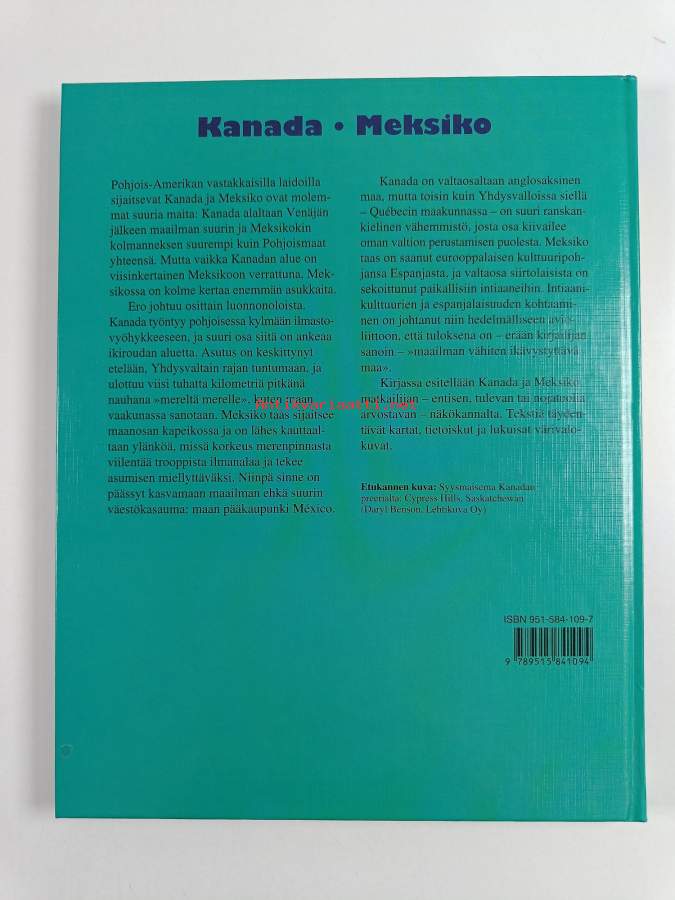 Kanada • Meksiko
Pohjois-Amerikan vastakkaisilla laidoilla
sijaitsevat Kanada ja Meksiko ovat molem-
mat suuria maita: Kanada alaltaan Venäjän
jälkeen maailman suurin ja Meksikokin
kolmanneksen suurempi kuin Pohjoismaat
yhteensä. Mutta vaikka Kanadan alue on
viisinkertainen Meksikoon verrattuna, Mek-
sikossa on kolme kertaa enemmän asukkaita.
Ero johtuu osittain luonnonoloista.
Kanada työntyy pohjoisessa kylmään ilmasto-
vyöhykkeeseen, ja suuri osa siitä on ankeaa
ikiroudan aluetta. Asutus on keskittynyt
etelään, Yhdysvaltain rajan tuntumaan, ja
ulottuu viisi tuhatta kilometriä pitkänä
nauhana »mereltä merelle», kuten maan
vaakunassa sanotaan. Meksiko taas sijaitsee
maanosan kapeikossa ja on lähes kauttaal-
taan ylänköä, missä korkeus merenpinnasta
viilentää trooppista ilmanalaa ja tekee
asumisen miellyttäväksi. Niinpä sinne on
päässyt kasvamaan maailman ehkä suurin
väestökasauma: maan pääkaupunki México.
Kanada on valtaosaltaan anglosaksinen
maa, mutta toisin kuin Yhdysvalloissa siellä
– Québecin maakunnassa – on suuri ranskan-
kielinen vähemmistö, josta osa kiivailee
oman valtion perustamisen puolesta. Meksiko
taas on saanut eurooppalaisen kulttuuripoh-
jansa Espanjasta, ja valtaosa siirtolaisista on
sekoittunut paikallisiin intiaaneihin. Intiaani-
kulttuurien ja espanjalaisuuden kohtaami-
nen on johtanut niin hedelmälliseen avio-
liittoon, että tuloksena on – erään kirjailijan
sanoin – »maailman vähiten ikävystyttävä
maa».
Kirjassa esitellään Kanada ja Meksiko
matkailijan – entisen, tulevan tai nojatuolia
arvostavan – näkökannalta. Tekstiä täyden-
tävät kartat, tietoiskut ja lukuisat värivalo-
kuvat.
Etukannen kuva: Syysmaisema Kanadan
preerialta: Cypress Hills, Saskatchewan
(Daryl Benson, Lehtikuva Oy)
Antikvariaatti.net
ISBN 951-584-109-7
9 789515 841094